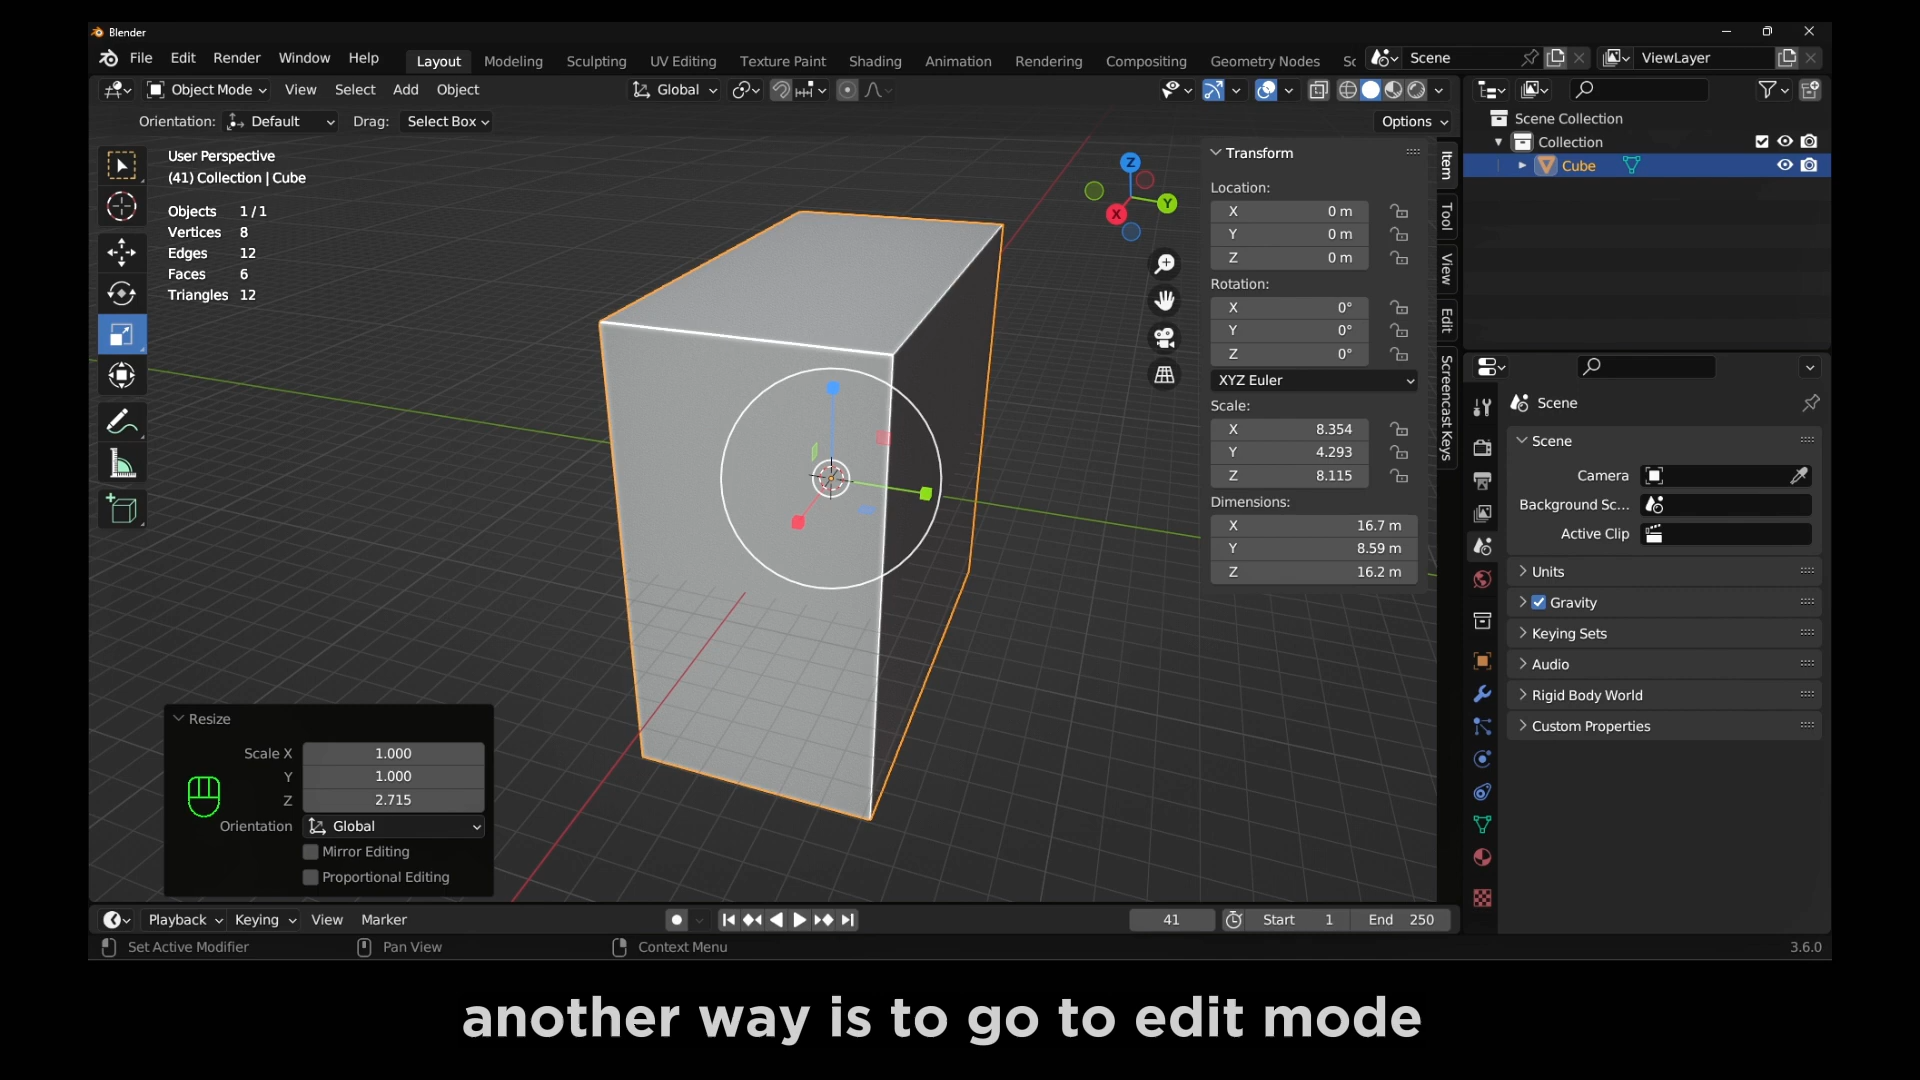 Blender
File Edit Render Window Help Layout Modeling Sculpting UV Editing Texture Paint Shading Animation Rendering Compositing Geometry Nodes Sc Scene ViewLayer
Object Mode View Select Add Object Global
Orientation: Default Drag: Select Box Options
User Perspective
(41) Collection | Cube
Objects 1/1
Vertices 8
Edges 12
Faces 6
Triangles 12
Z
Y
X
Transform
Location:
X 0 m
Y 0 m
Z 0 m
Rotation:
X 0°
Y 0°
Z 0°
XYZ Euler
Scale:
X 8.354
Y 4.293
Z 8.115
Dimensions:
X 16.7 m
Y 8.59 m
Z 16.2 m
Item
Tool
View
Edit
Screencast Keys
Scene Collection
Collection
Cube
Scene
Scene
Camera
Background Sc...
Active Clip
Units
Gravity
Keying Sets
Audio
Rigid Body World
Custom Properties
Resize
Scale X 1.000
Y 1.000
Z 2.715
Orientation Global
Mirror Editing
Proportional Editing
Playback Keying View Marker 41 Start 1 End 250
Set Active Modifier Pan View Context Menu 3.6.0
another way is to go to edit mode